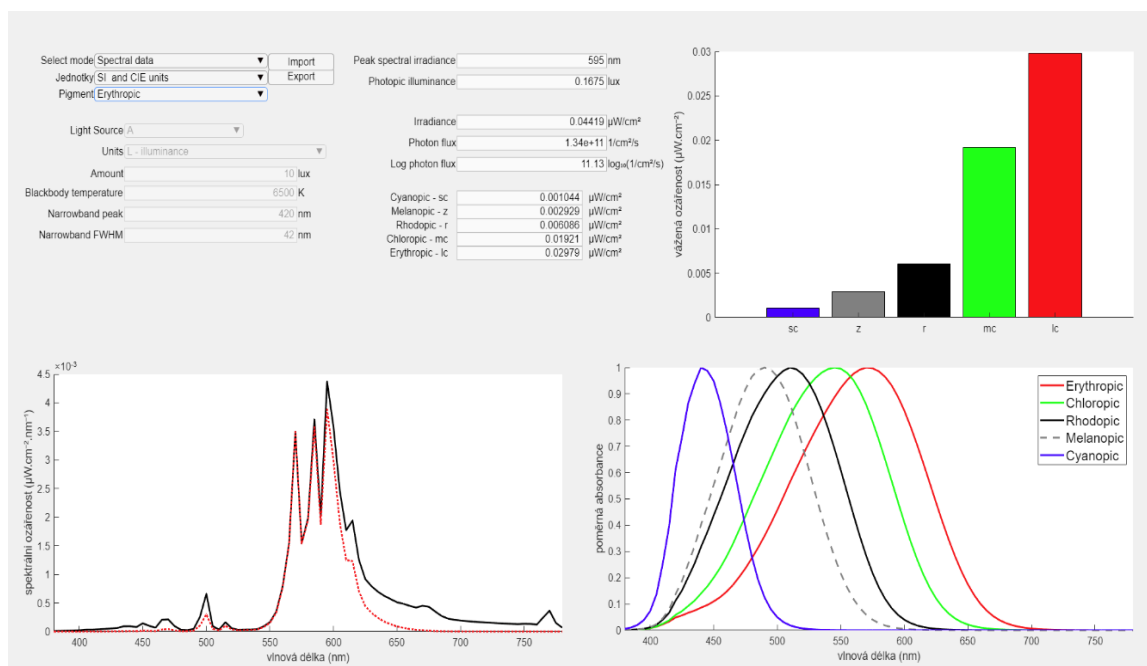 Select mode Spectral data Import
Jednotky SI and CIE units Export
Pigment Erythropic
Light Source A
Units L - illuminance
Amount 10 lux
Blackbody temperature 6500 K
Narrowband peak 420 nm
Narrowband FWHM 42 nm
Peak spectral irradiance 595 nm
Photopic illuminance 0.1675 lux
Irradiance 0.04419 µW/cm²
Photon flux 1.34e+11 1/cm²/s
Log photon flux 11.13 log₁₀(1/cm²/s)
Cyanopic - sc 0.001044 µW/cm²
Melanopic - z 0.002929 µW/cm²
Rhodopic - r 0.006086 µW/cm²
Chloropic - mc 0.01921 µW/cm²
Erythropic - lc 0.02979 µW/cm²
vážená ozářenost (µW.cm⁻²)
0.03
0.025
0.02
0.015
0.01
0.005
0
sc z r mc lc
×10⁻³
spektrální ozářenost (µW.cm⁻².nm⁻¹)
4.5
4
3.5
3
2.5
2
1.5
1
0.5
0
400 450 500 550 600 650 700 750
vlnová délka (nm)
poměrná absorbance
1
0.9
0.8
0.7
0.6
0.5
0.4
0.3
0.2
0.1
0
400 450 500 550 600 650 700 750
vlnová délka (nm)
Erythropic
Chloropic
Rhodopic
Melanopic
Cyanopic